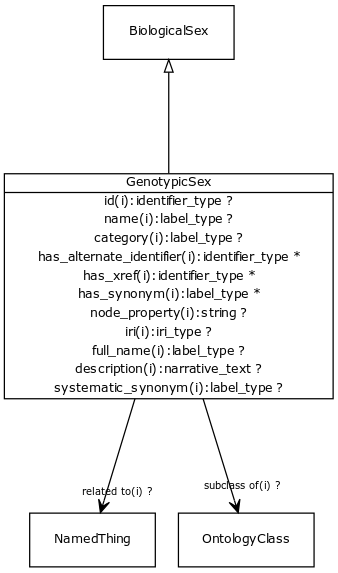 BiologicalSex
GenotypicSex
id(i):identifier_type ?
name(i):label_type ?
category(i):label_type ?
has_alternate_identifier(i):identifier_type *
has_xref(i):identifier_type *
has_synonym(i):label_type *
node_property(i):string ?
iri(i):iri_type ?
full_name(i):label_type ?
description(i):narrative_text ?
systematic_synonym(i):label_type ?
related to(i) ?
subclass of(i) ?
NamedThing
OntologyClass